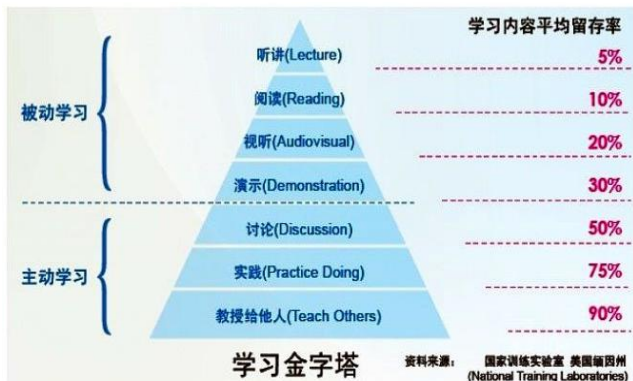 学习内容平均留存率
听讲(Lecture) 5%
阅读(Reading) 10%
被动学习
视听(Audiovisual) 20%
演示(Demonstration) 30%
讨论(Discussion) 50%
主动学习
实践(Practice Doing) 75%
教授给他人(Teach Others) 90%
学习金字塔
资料来源： 国家训练实验室 美国缅因州
(National Training Laboratories)